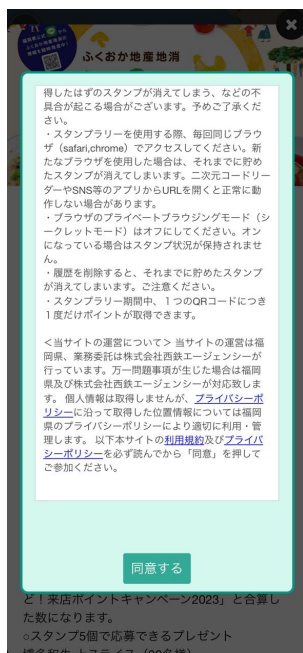 ふくおか地産地消
得したはずのスタンプが消えてしまう、などの不
具合が起こる場合がございます。予めご了承くだ
さい。
・スタンプラリーを使用する際、毎回同じブラウ
ザ（safari,chrome）でアクセスしてください。新
たなブラウザを使用した場合は、それまでに貯め
たスタンプが消えてしまいます。二次元コードリー
ダーやSNS等のアプリからURLを開くと正常に動
作しない場合があります。
・ブラウザのプライベートブラウジングモード（シ
ークレットモード）はオフにしてください。オン
になっている場合はスタンプ状況が保持されませ
ん。
・履歴を削除すると、それまでに貯めたスタンプ
が消えてしまいます。ご注意ください。
・スタンプラリー期間中、１つのQRコードにつき
１度だけポイントが取得できます。
＜当サイトの運営について＞ 当サイトの運営は福
岡県、業務委託は株式会社西鉄エージェンシーが
行っています。万一問題事項が生じた場合は福岡
県及び株式会社西鉄エージェンシーが対応致しま
す。 個人情報は取得しませんが、プライバシーポ
リシーに沿って取得した位置情報については福岡
県のプライバシーポリシーにより適切に利用・管
理します。 以下本サイトの利用規約及びプライバ
シーポリシーを必ず読んでから「同意」を押して
ご参加ください。
同意する
ど！来店ポイントキャンペーン2023」と合算し
た数になります。
○スタンプ5個で応募できるプレゼント